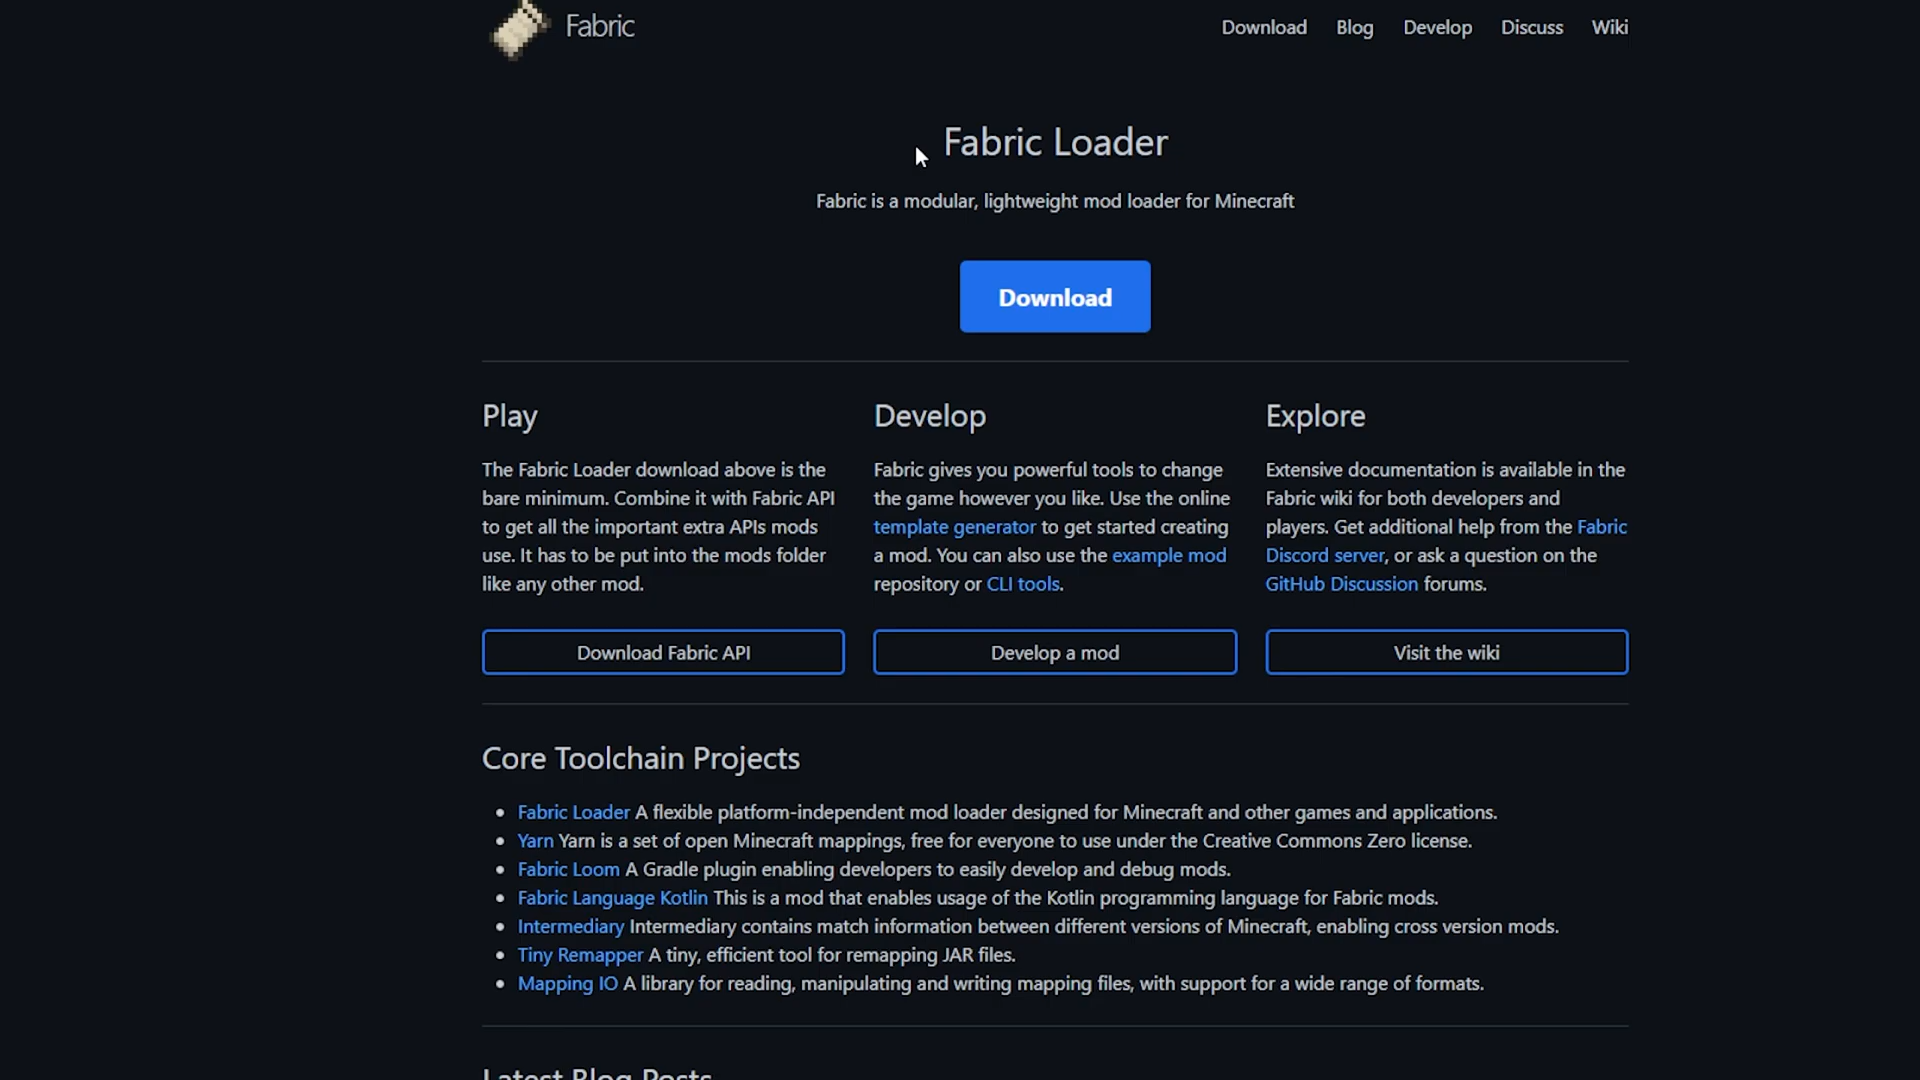 Fabric
Download Blog Develop Discuss Wiki
Fabric Loader
Fabric is a modular, lightweight mod loader for Minecraft
Download
Play
The Fabric Loader download above is the
bare minimum. Combine it with Fabric API
to get all the important extra APIs mods
use. It has to be put into the mods folder
like any other mod.
Download Fabric API
Develop
Fabric gives you powerful tools to change
the game however you like. Use the online
template generator to get started creating
a mod. You can also use the example mod
repository or CLI tools.
Develop a mod
Explore
Extensive documentation is available in the
Fabric wiki for both developers and
players. Get additional help from the Fabric
Discord server, or ask a question on the
GitHub Discussion forums.
Visit the wiki
Core Toolchain Projects
Fabric Loader A flexible platform-independent mod loader designed for Minecraft and other games and applications.
Yarn Yarn is a set of open Minecraft mappings, free for everyone to use under the Creative Commons Zero license.
Fabric Loom A Gradle plugin enabling developers to easily develop and debug mods.
Fabric Language Kotlin This is a mod that enables usage of the Kotlin programming language for Fabric mods.
Intermediary Intermediary contains match information between different versions of Minecraft, enabling cross version mods.
Tiny Remapper A tiny, efficient tool for remapping JAR files.
Mapping IO A library for reading, manipulating and writing mapping files, with support for a wide range of formats.
Latest Blog Posts